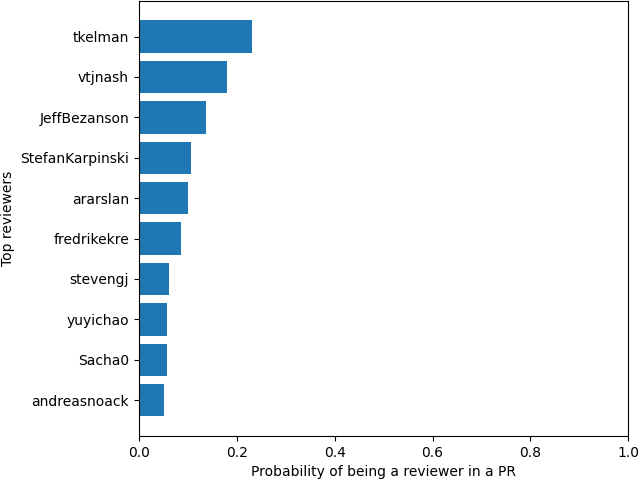 Top reviewers
tkelman
vtjnash
JeffBezanson
StefanKarpinski
ararslan
fredrikekre
stevengj
yuyichao
Sacha0
andreasnoack
0.0 0.2 0.4 0.6 0.8 1.0
Probability of being a reviewer in a PR